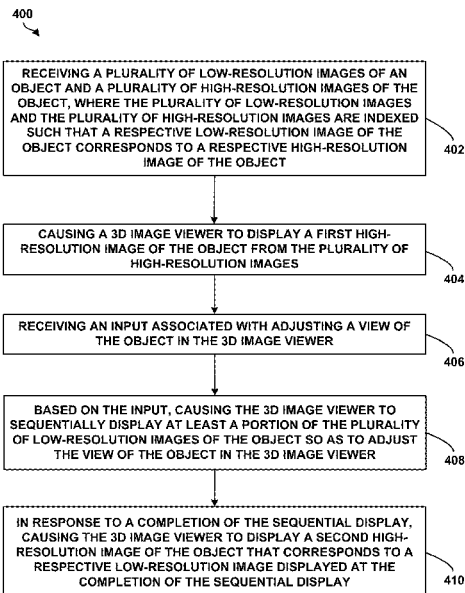 400
RECEIVING A PLURALITY OF LOW-RESOLUTION IMAGES OF AN
OBJECT AND A PLURALITY OF HIGH-RESOLUTION IMAGES OF THE
OBJECT, WHERE THE PLURALITY OF LOW-RESOLUTION IMAGES
AND THE PLURALITY OF HIGH-RESOLUTION IMAGES ARE INDEXED
SUCH THAT A RESPECTIVE LOW-RESOLUTION IMAGE OF THE
OBJECT CORRESPONDS TO A RESPECTIVE HIGH-RESOLUTION
IMAGE OF THE OBJECT
402
CAUSING A 3D IMAGE VIEWER TO DISPLAY A FIRST HIGH-
RESOLUTION IMAGE OF THE OBJECT FROM THE PLURALITY OF
HIGH-RESOLUTION IMAGES
404
RECEIVING AN INPUT ASSOCIATED WITH ADJUSTING A VIEW OF
THE OBJECT IN THE 3D IMAGE VIEWER
406
BASED ON THE INPUT, CAUSING THE 3D IMAGE VIEWER TO
SEQUENTIALLY DISPLAY AT LEAST A PORTION OF THE PLURALITY
OF LOW-RESOLUTION IMAGES OF THE OBJECT SO AS TO ADJUST
THE VIEW OF THE OBJECT IN THE 3D IMAGE VIEWER
408
IN RESPONSE TO A COMPLETION OF THE SEQUENTIAL DISPLAY,
CAUSING THE 3D IMAGE VIEWER TO DISPLAY A SECOND HIGH-
RESOLUTION IMAGE OF THE OBJECT THAT CORRESPONDS TO A
RESPECTIVE LOW-RESOLUTION IMAGE DISPLAYED AT THE
COMPLETION OF THE SEQUENTIAL DISPLAY
410